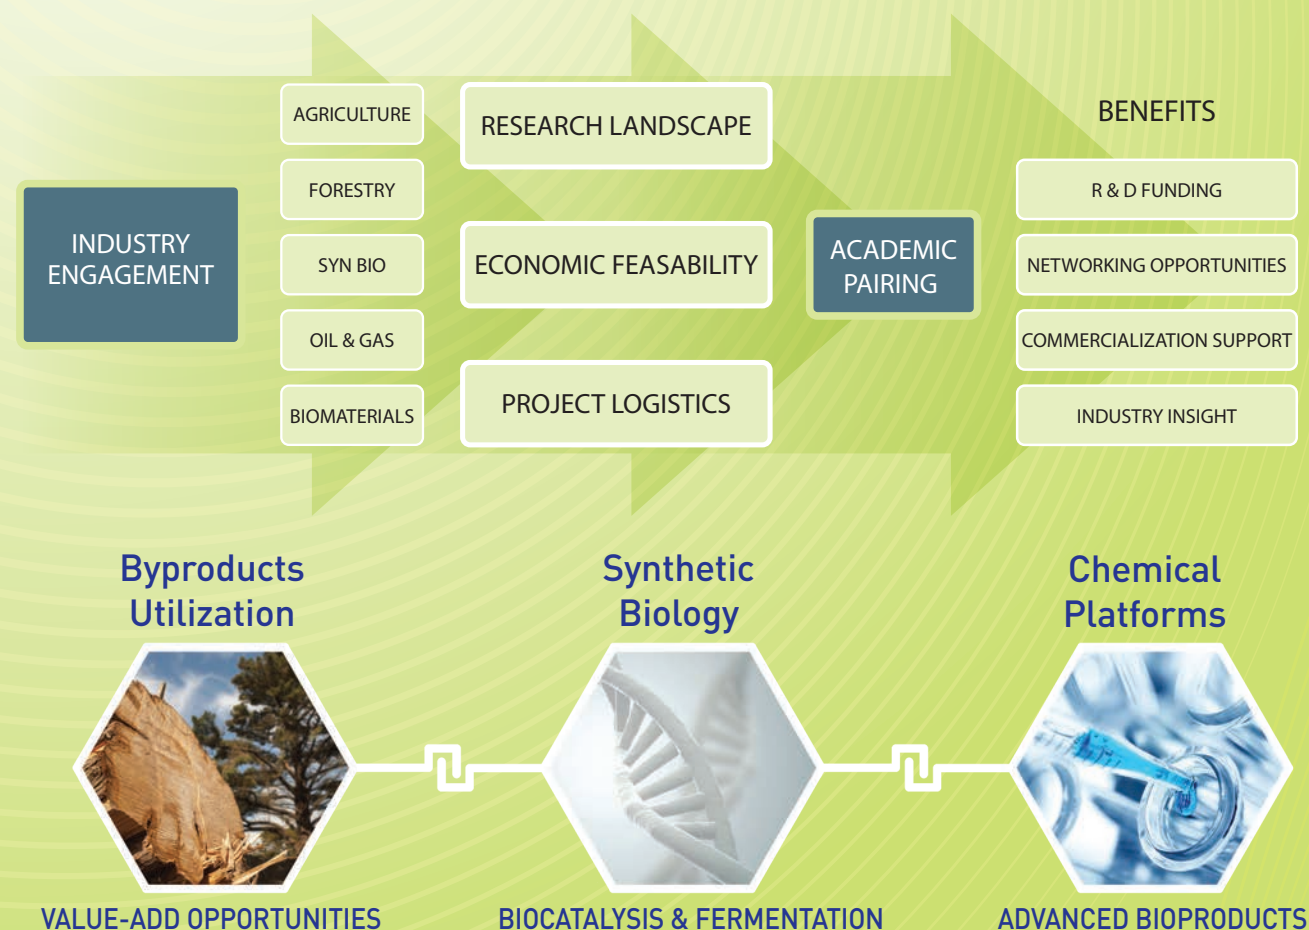 INDUSTRY
ENGAGEMENT
AGRICULTURE
FORESTRY
SYN BIO
OIL & GAS
BIOMATERIALS
RESEARCH LANDSCAPE
ECONOMIC FEASABILITY
PROJECT LOGISTICS
ACADEMIC
PAIRING
BENEFITS
R & D FUNDING
NETWORKING OPPORTUNITIES
COMMERCIALIZATION SUPPORT
INDUSTRY INSIGHT
Byproducts
Utilization
VALUE-ADD OPPORTUNITIES
Synthetic
Biology
BIOCATALYSIS & FERMENTATION
Chemical
Platforms
ADVANCED BIOPRODUCTS